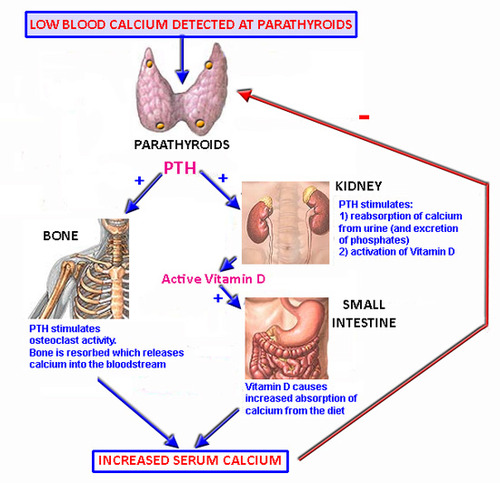 LOW BLOOD CALCIUM DETECTED AT PARATHYROIDS
PARATHYROIDS
PTH
+
+
-
KIDNEY
PTH stimulates:
1) reabsorption of calcium
from urine (and excretion
of phosphates)
2) activation of Vitamin D
BONE
PTH stimulates
osteoclast activity.
Bone is resorbed which releases
calcium into the bloodstream
Active Vitamin D
+
SMALL
INTESTINE
Vitamin D causes
increased absorption of
calcium from the diet
INCREASED SERUM CALCIUM